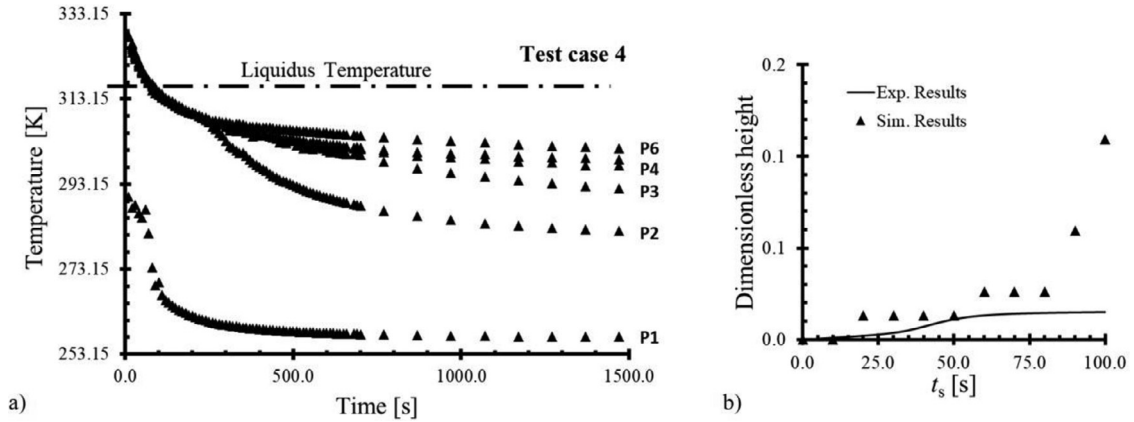 333.15
313.15
293.15
273.15
253.15
Temperature [K]
Test case 4
Liquidus Temperature
P6
P4
P3
P2
P1
0.0
500.0
1000.0
1500.0
Time [s]
a)
0.2
0.1
0.1
0.0
Dimensionless height
Exp. Results
Sim. Results
0.0
25.0
50.0
75.0
100.0
ts [s]
b)